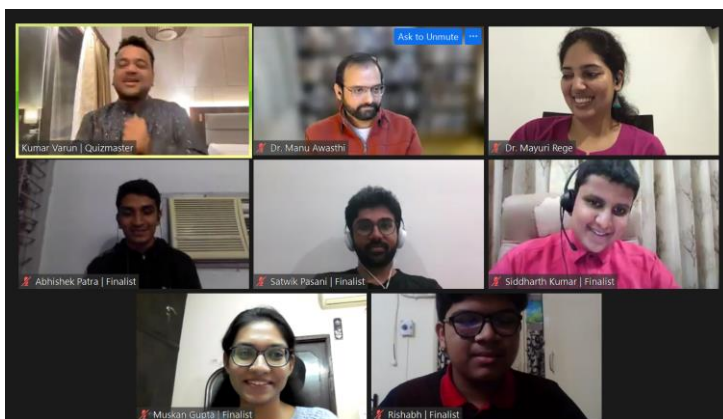 Ask to Unmute
Kumar Varun | Quizmaster
Dr. Manu Awasthi
Dr. Mayuri Rege
Abhishek Patra | Finalist
Satwik Pasani | Finalist
Siddharth Kumar | Finalist
Muskan Gupta | Finalist
Rishabh | Finalist